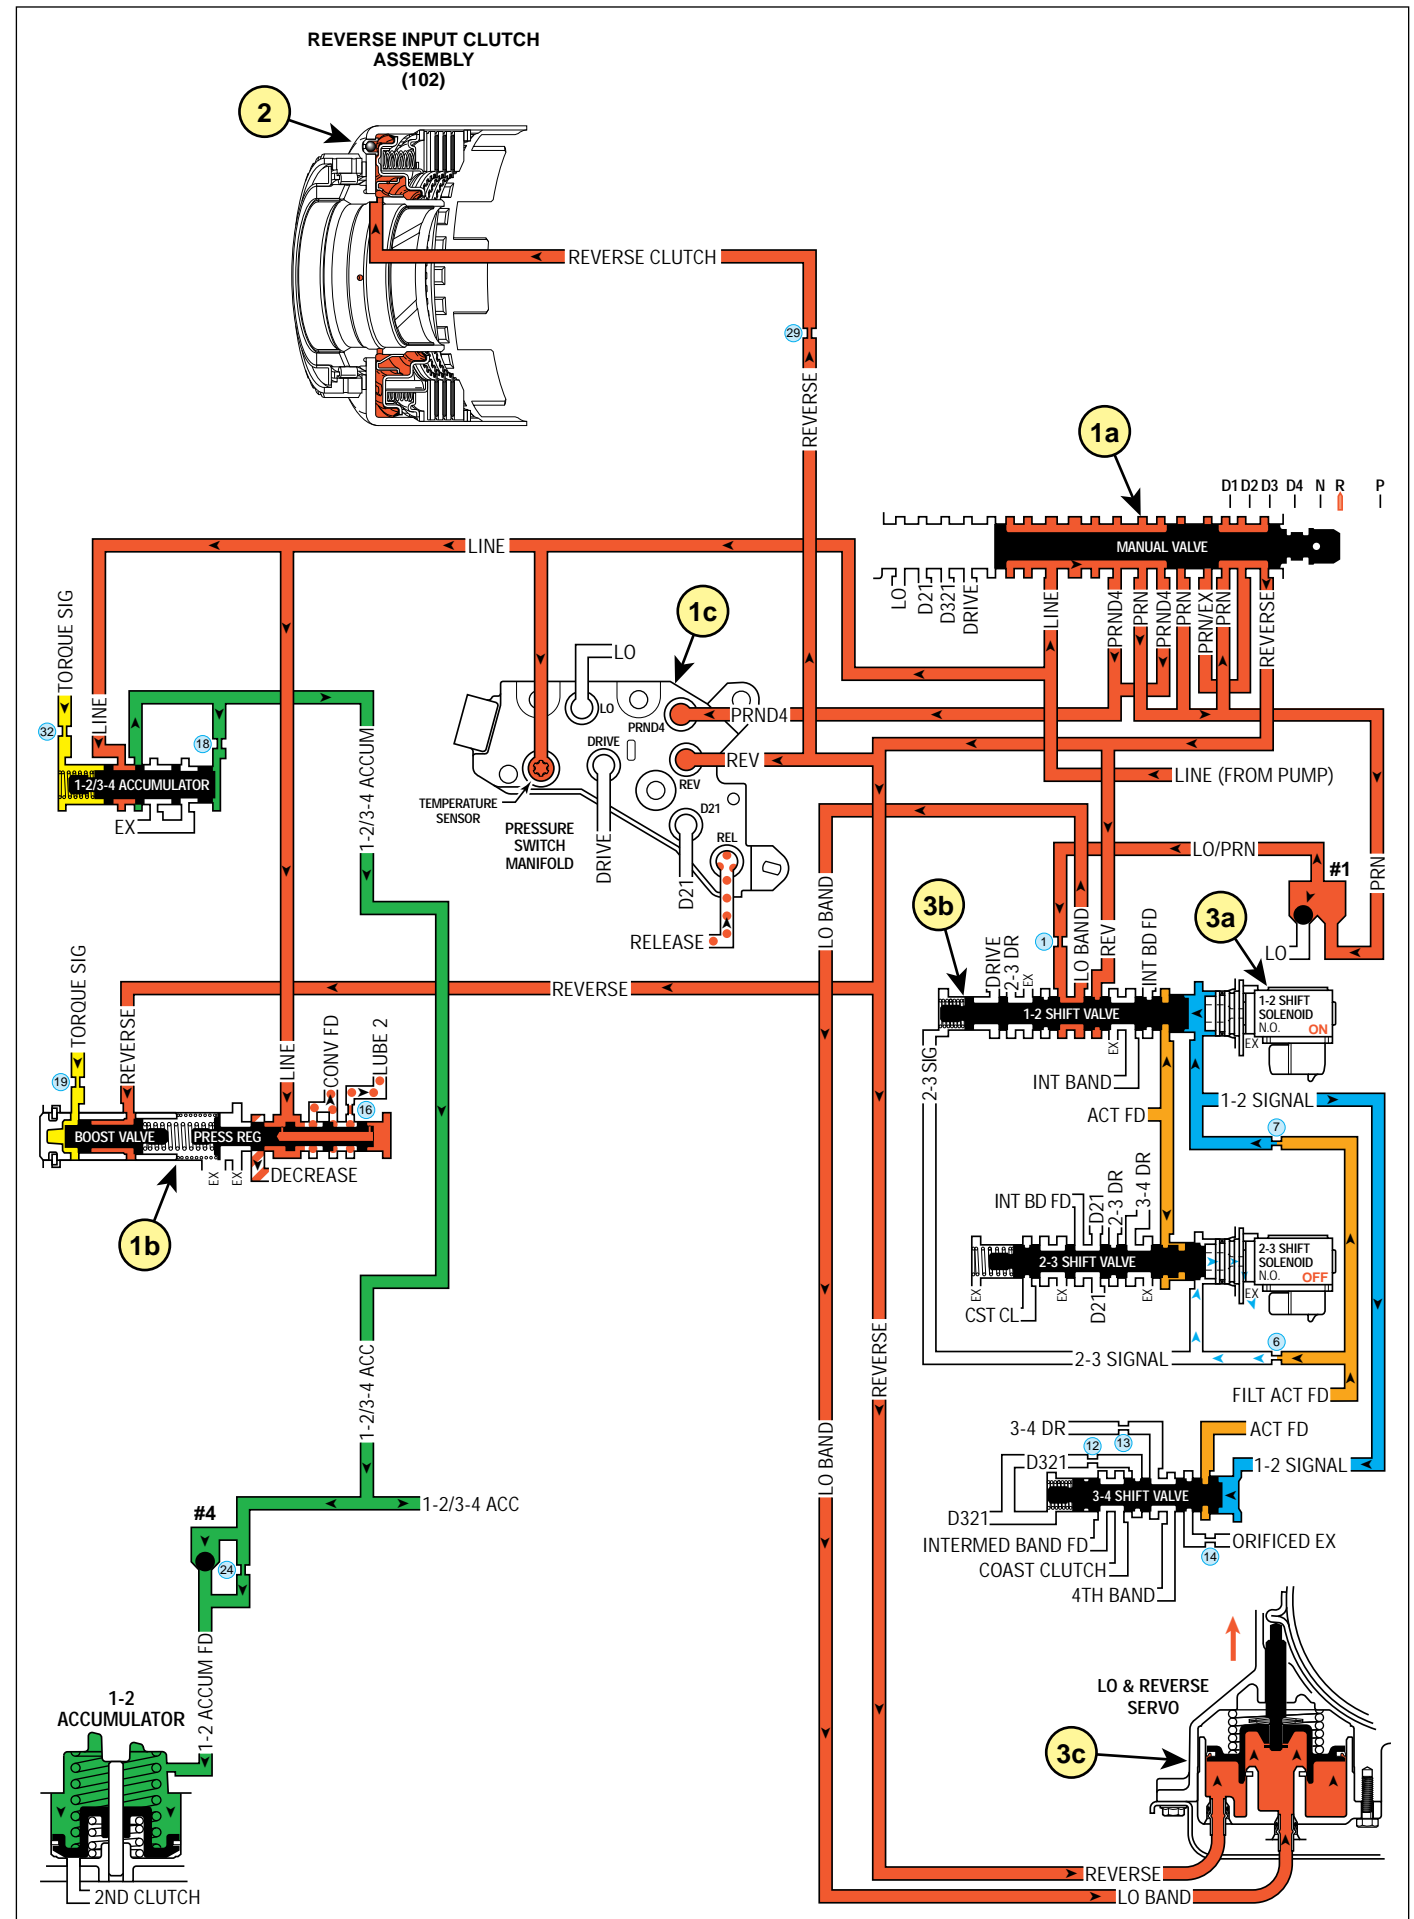 REVERSE INPUT CLUTCH
ASSEMBLY
(102)
2
REVERSE CLUTCH
29
REVERSE
1a
D1 D2 D3 D4 N R P
MANUAL VALVE
LINE
1c
LO
D21
D321
DRIVE
LINE
PRND4
PRN
PRND4
PRN
PRN/EX
PRN
REVERSE
TORQUE SIG
32
LINE
18
1-2/3-4 ACCUMULATOR
EX
1-2/3-4 ACCUM
LO
LO
PRND4
PRND4
DRIVE
REV
REV
TEMPERATURE
SENSOR
D21
PRESSURE
SWITCH
MANIFOLD
DRIVE
D21
REL
RELEASE
LINE (FROM PUMP)
LO/PRN
PRN
#1
LO
LO BAND
3b
3a
1
DRIVE
2-3 DR
EX
LO BAND
REV
INT BD FD
1-2 SHIFT VALVE
1-2 SHIFT
SOLENOID
N.O. ON
EX
EX
INT BAND
2-3 SIG
ACT FD
1-2 SIGNAL
7
TORQUE SIG
REVERSE
REVERSE
19
LINE
CONV FD
LUBE 2
16
BOOST VALVE
PRESS REG
EX
EX
DECREASE
1b
INT BD FD
D21
2-3 DR
3-4 DR
2-3 SHIFT VALVE
2-3 SHIFT
SOLENOID
N.O. OFF
EX
EX
EX
D21
EX
CST CL
2-3 SIGNAL
6
FILT ACT FD
REVERSE
1-2/3-4 ACC
LO BAND
3-4 DR
13
12
D321
D321
3-4 SHIFT VALVE
ACT FD
1-2 SIGNAL
INTERMED BAND FD
COAST CLUTCH
4TH BAND
14
ORIFICED EX
1-2/3-4 ACC
#4
24
1-2 ACCUM FD
1-2
ACCUMULATOR
2ND CLUTCH
LO & REVERSE
SERVO
3c
REVERSE
LO BAND